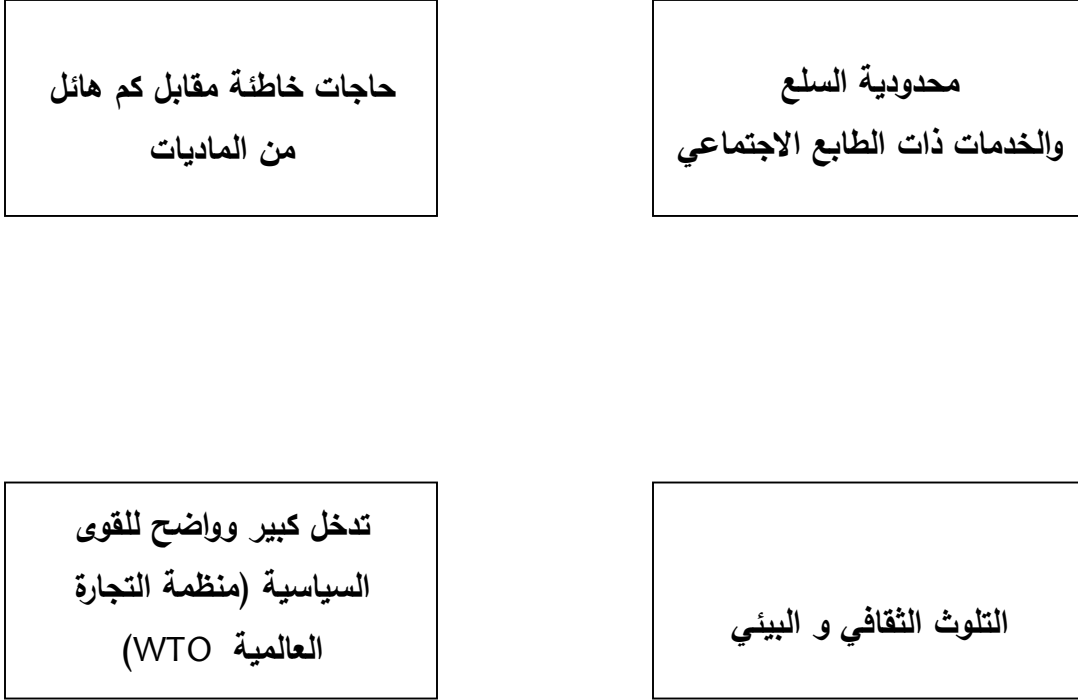 محدودية السلع
والخدمات ذات الطابع الاجتماعي
حاجات خاطئة مقابل كم هائل
من الماديات
التلوث الثقافي و البيئي
تدخل كبير وواضح للقوى
السياسية (منظمة التجارة
العالمية WTO)